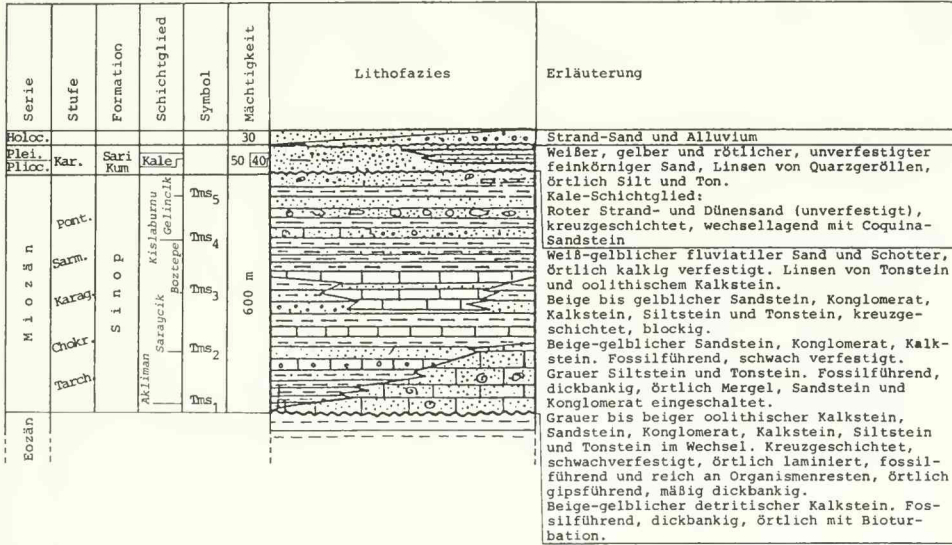 Serie
Stufe
Formation
Schichtglied
Symbol
Mächtigkeit
Lithofazies
Erläuterung
Holoc.
30
Strand-Sand und Alluvium
Plei.
Plioc.
Kar.
Sari
Kum
Kale
50 40
Weißer, gelber und rötlicher, unverfestigter
feinkörniger Sand, Linsen von Quarzgeröllen,
örtlich Silt und Ton.
Kale-Schichtglied:
Roter Strand- und Dünensand (unverfestigt),
kreuzgeschichtet, wechsellagend mit Coquina-
Sandstein
Miozän
Pont.
Sarm.
Karag.
Chokr.
Tarch.
Sinop
Kislaburnu
Gelincik
Boztepe
Saraycik
Akliman
Tms5
Tms4
Tms3
Tms2
Tms1
600 m
Weiß-gelblicher fluviatiler Sand und Schotter,
örtlich kalkig verfestigt. Linsen von Tonstein
und oolithischem Kalkstein.
Beige bis gelblicher Sandstein, Konglomerat,
Kalkstein, Siltstein und Tonstein, kreuzge-
schichtet, blockig.
Beige-gelblicher Sandstein, Konglomerat, Kalk-
stein. Fossilführend, schwach verfestigt.
Grauer Siltstein und Tonstein. Fossilführend,
dickbankig, örtlich Mergel, Sandstein und
Konglomerat eingeschaltet.
Grauer bis beiger oolithischer Kalkstein,
Sandstein, Konglomerat, Kalkstein, Siltstein
und Tonstein im Wechsel. Kreuzgeschichtet,
schwachverfestigt, örtlich laminiert, fossil-
führend und reich an Organismenresten, örtlich
gipsführend, mäßig dickbankig.
Beige-gelblicher detritischer Kalkstein. Fos-
silführend, dickbankig, örtlich mit Biotur-
bation.
Eozän